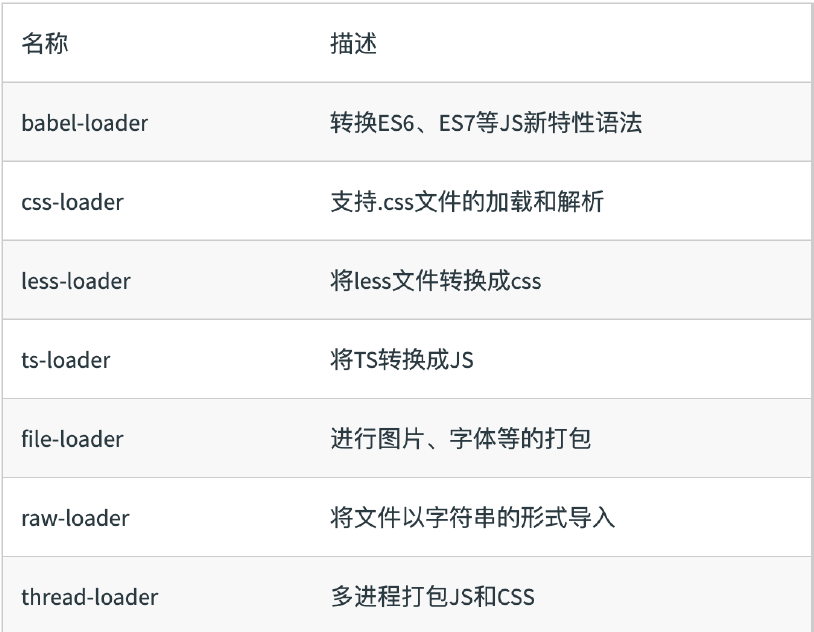 名称 描述
babel-loader 转换ES6、ES7等JS新特性语法
css-loader 支持.css文件的加载和解析
less-loader 将less文件转换成css
ts-loader 将TS转换成JS
file-loader 进行图片、字体等的打包
raw-loader 将文件以字符串的形式导入
thread-loader 多进程打包JS和CSS